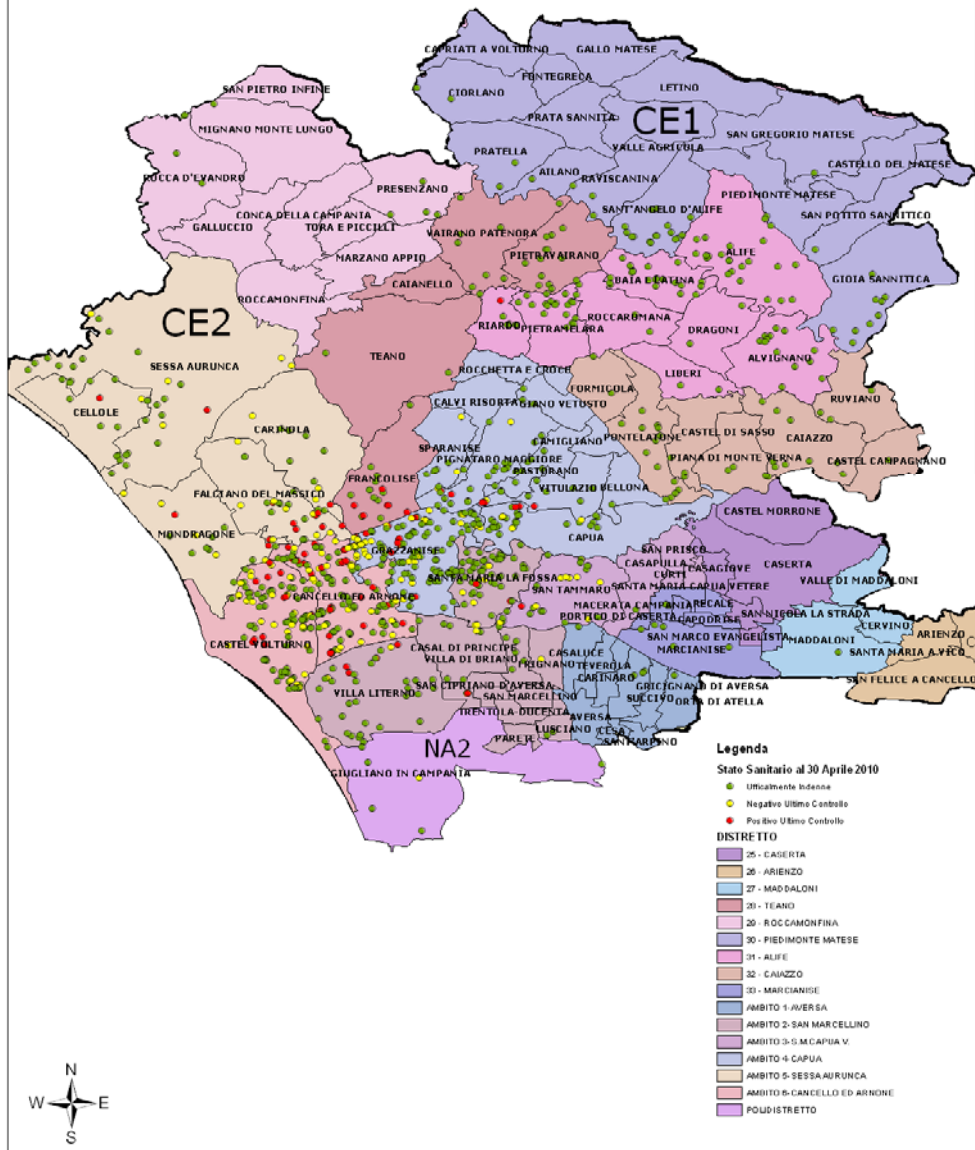 CAPRIATI A VOLTURNO
GALLO MATESE
SAN PIETRO INFINE
CIORLANO
FONTEGRECA
LETINO
MIGNANO MONTE LUNGO
PRATA SANNITA
CE1
SAN GREGORIO MATESE
PRATELLA
VALLE AGRICOLA
CASTELLO DEL MATESE
ROCCA D'EVANDRO
AILANO
RAVISCANINA
PRESENZANO
PIEDIMONTE MATESE
CONCA DELLA CAMPANIA
SANT'ANGELO D'ALIFE
SAN POTITO SANNITICO
GALLUCCIO
TORA E PICCILLI
VAIRANO PATENORA
ALIFE
MARZANO APPIO
PIETRAVAIRANO
GIOIA SANNITICA
CAIANELLO
BAIA E LATINA
ROCCAMONFINA
CE2
RIARDO
PIETRAMELARA
ROCCAROMANA
DRAGONI
TEANO
ALVIGNANO
SESSA AURUNCA
ROCCHETTA E CROCE
LIBERI
FORMICOLA
RUVIANO
CELLOLE
CALVI RISORTA
GIANO VETUSTO
CARINOLA
CAMIGLIANO
PONTELATONE
CASTEL DI SASSO
CAIAZZO
SPARANISE
PIGNATARO MAGGIORE
PASTORANO
PIANA DI MONTE VERNA
CASTEL CAMPAGNANO
FRANCOLISE
VITULAZIO
BELLONA
FALCIANO DEL MASSICO
CASTEL MORRONE
MONDRAGONE
CAPUA
GRAZZANISE
SAN PRISCO
CASAPULLA
CASAGIOVE
CASERTA
CURTI
SANTA MARIA LA FOSSA
SAN TAMMARO
SANTA MARIA CAPUA VETERE
VALLE DI MADDALONI
CANCELLO ED ARNONE
MACERATA CAMPANIA
RECALE
PORTICO DI CASERTA
CAPODRISE
SAN NICOLA LA STRADA
CERVINO
ARIENZO
CASTEL VOLTURNO
CASAL DI PRINCIPE
CASALUCE
SAN MARCO EVANGELISTA
MADDALONI
SANTA MARIA A VICO
VILLA DI BRIANO
FRIGNANO
TEVEROLA
MARCIANISE
CARINARO
SAN FELICE A CANCELLO
VILLA LITERNO
SAN CIPRIANO D'AVERSA
GRICIGNANO DI AVERSA
SAN MARCELLINO
SUCCIVO
ORTA DI ATELLA
TRENTOLA-DUCENTA
AVERSA
LUSCIANO
CESA
PARETE
SANT'ARPINO
NA2
GIUGLIANO IN CAMPANIA
Legenda
Stato Sanitario al 30 Aprile 2010
Ufficalmente Indenne
Negativo Ultimo Controllo
Positivo Ultimo Controllo
DISTRETTO
25 - CASERTA
26 - ARIENZO
27 - MADDALONI
28 - TEANO
29 - ROCCAMONFINA
30 - PIEDIMONTE MATESE
31 - ALIFE
32 - CAIAZZO
33 - MARCIANISE
AMBITO 1-AVERSA
AMBITO 2-SAN MARCELLINO
AMBITO 3-S.M.CAPUA V.
AMBITO 4-CAPUA
AMBITO 5-SESSA AURUNCA
AMBITO 6-CANCELLO ED ARNONE
POLIDISTRETTO
N
W
E
S